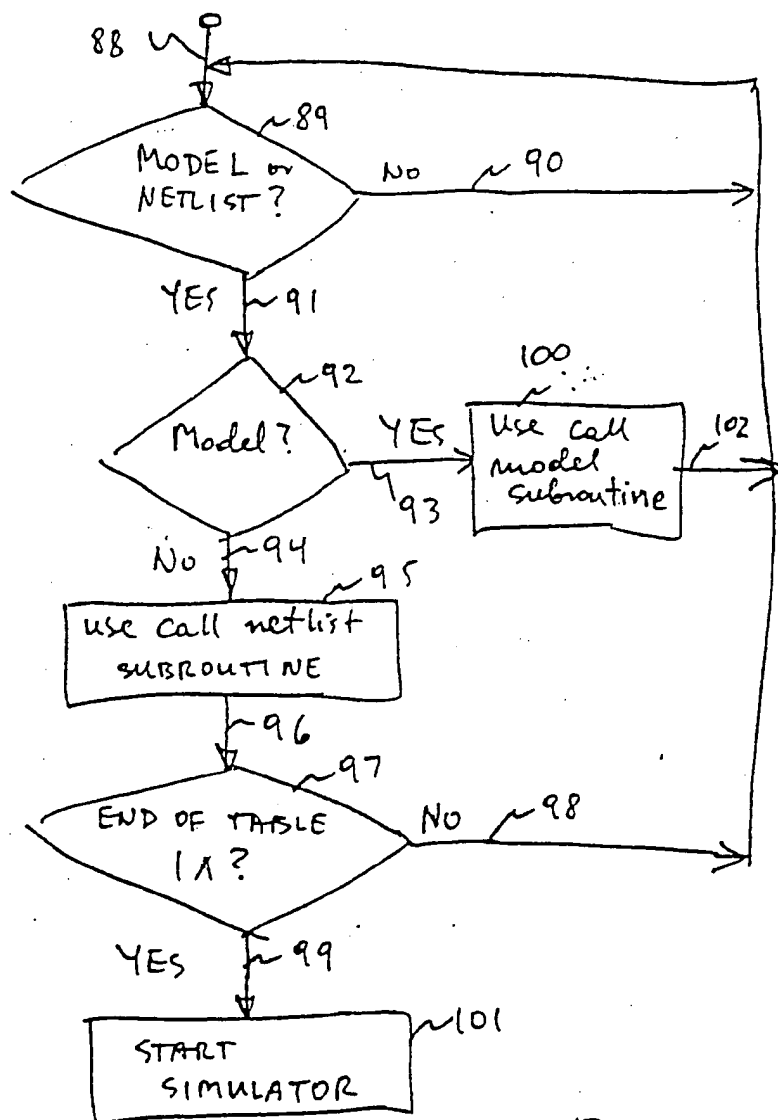 88
89
MODEL or
NETLIST?
NO
90
YES
91
92
Model?
YES
93
100
use call
model
subroutine
102
NO
94
95
use call netlist
SUBROUTINE
96
97
END OF TABLE
NO
98
YES
99
101
START
SIMULATOR